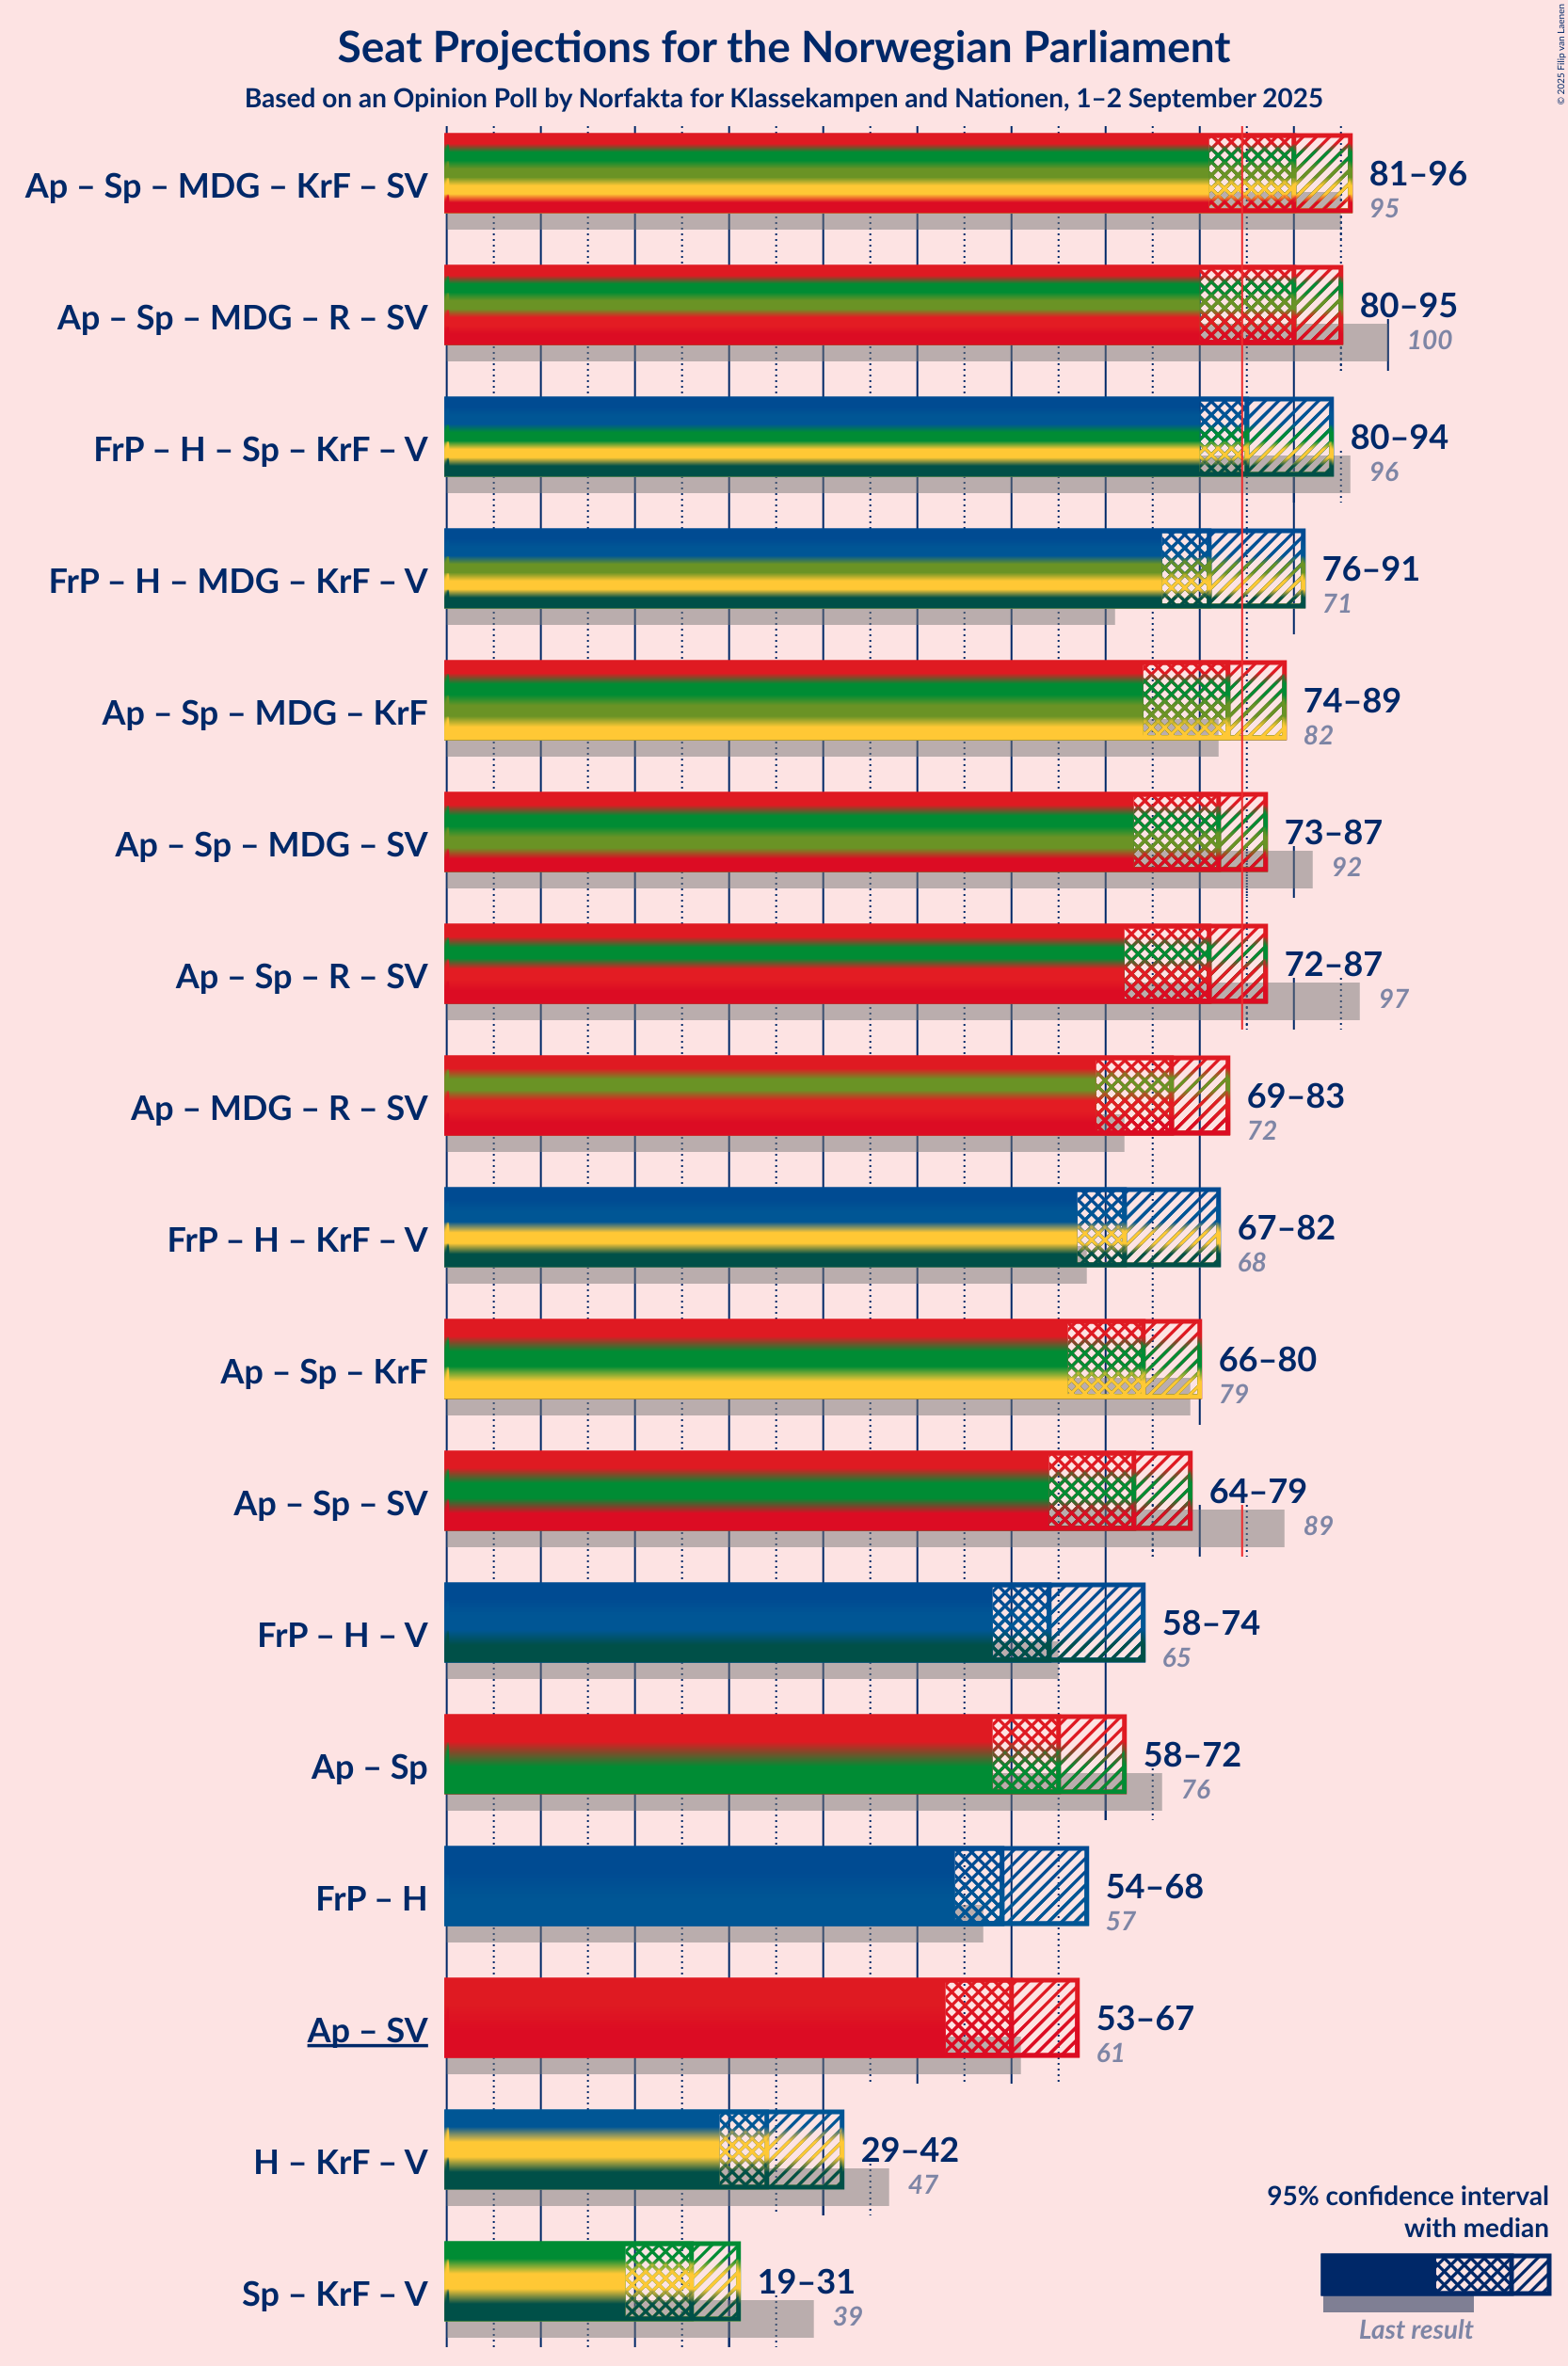 Seat Projections for the Norwegian Parliament
Based on an Opinion Poll by Norfakta for Klassekampen and Nationen, 1–2 September 2025
© 2025 Filip van Laenen
Ap – Sp – MDG – KrF – SV
81–96
95
Ap – Sp – MDG – R – SV
80–95
100
FrP – H – Sp – KrF – V
80–94
96
FrP – H – MDG – KrF – V
76–91
71
Ap – Sp – MDG – KrF
74–89
82
Ap – Sp – MDG – SV
73–87
92
Ap – Sp – R – SV
72–87
97
Ap – MDG – R – SV
69–83
72
FrP – H – KrF – V
67–82
68
Ap – Sp – KrF
66–80
79
Ap – Sp – SV
64–79
89
FrP – H – V
58–74
65
Ap – Sp
58–72
76
FrP – H
54–68
57
Ap – SV
53–67
61
H – KrF – V
29–42
47
Sp – KrF – V
19–31
39
95% confidence interval
with median
Last result